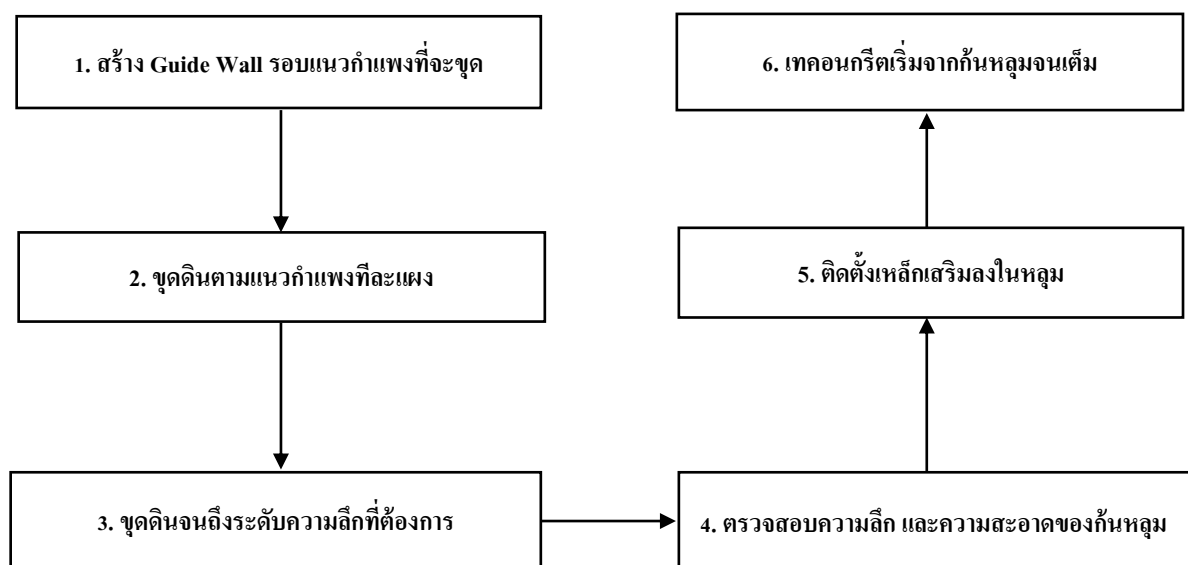 1. สร้าง Guide Wall รอบแนวกำแพงที่จะขุด
2. ขุดดินตามแนวกำแพงทีละแผง
3. ขุดดินจนถึงระดับความลึกที่ต้องการ
4. ตรวจสอบความลึก และความสะอาดของก้นหลุม
5. ติดตั้งเหล็กเสริมลงในหลุม
6. เทคอนกรีตเริ่มจากก้นหลุมจนเต็ม